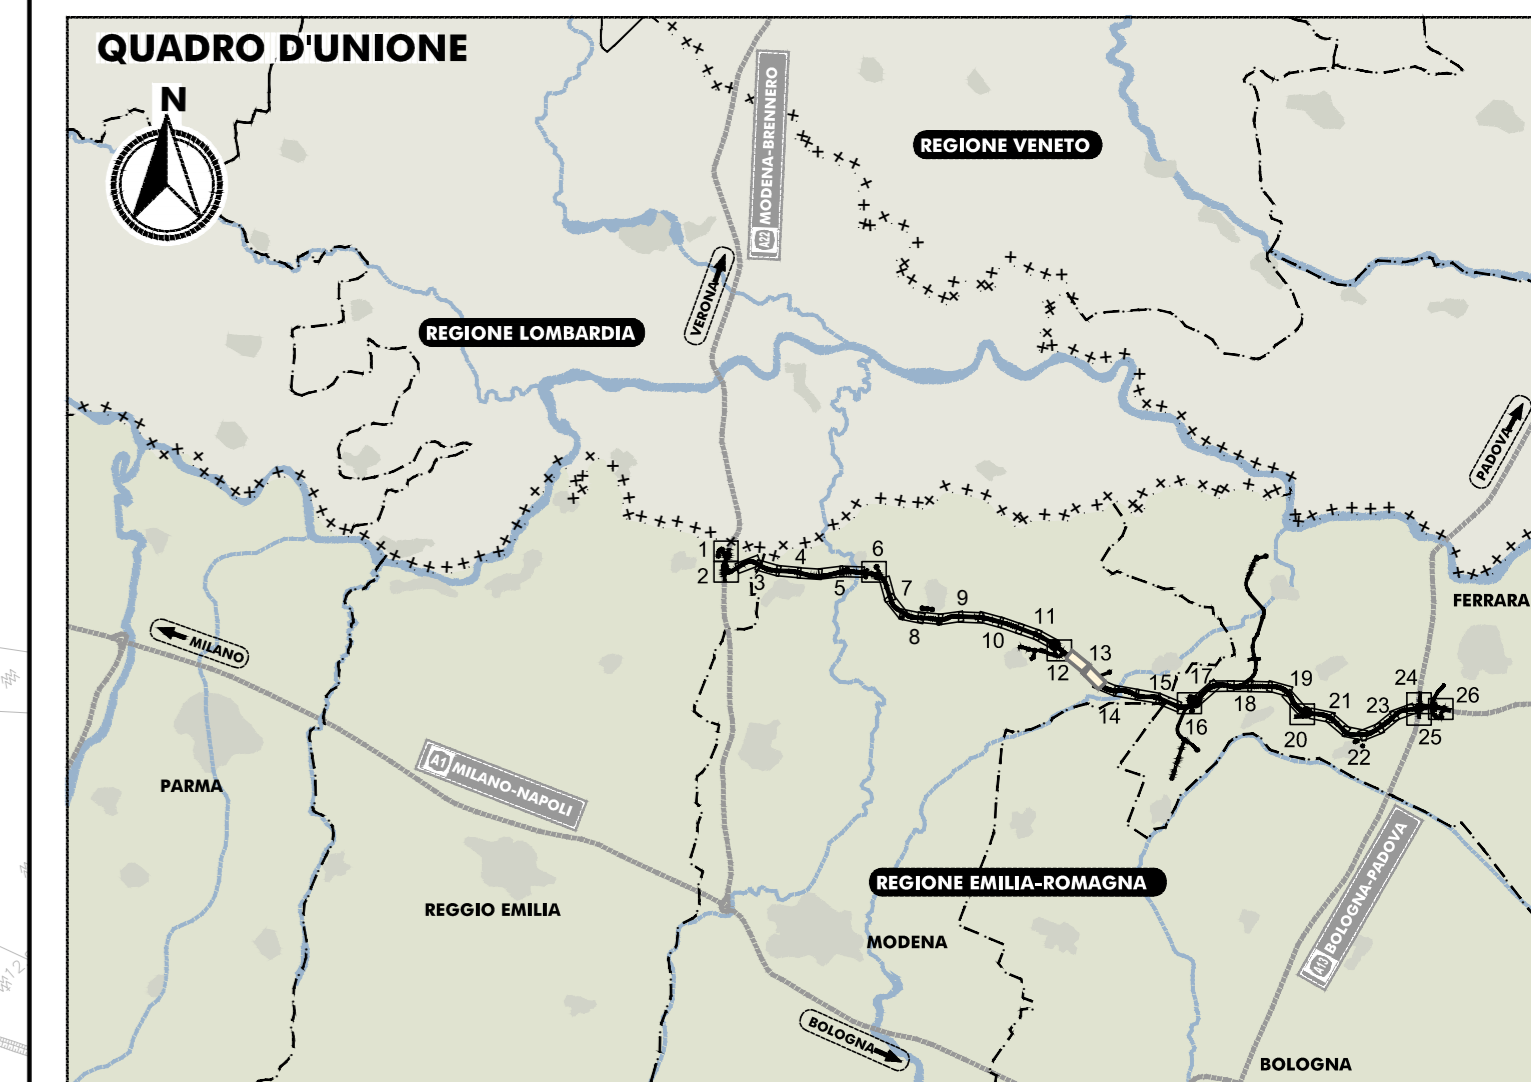 QUADRO D'UNIONE
N
A22 MODENA-BRENNERO
REGIONE VENETO
VERONA
REGIONE LOMBARDIA
PADOVA
1
2
3
4
5
6
7
8
9
10
11
12
13
14
15
16
17
18
19
20
21
22
23
24
25
26
FERRARA
MILANO
PARMA
A1 MILANO-NAPOLI
REGIONE EMILIA-ROMAGNA
REGGIO EMILIA
MODENA
A13 BOLOGNA-PADOVA
BOLOGNA
BOLOGNA